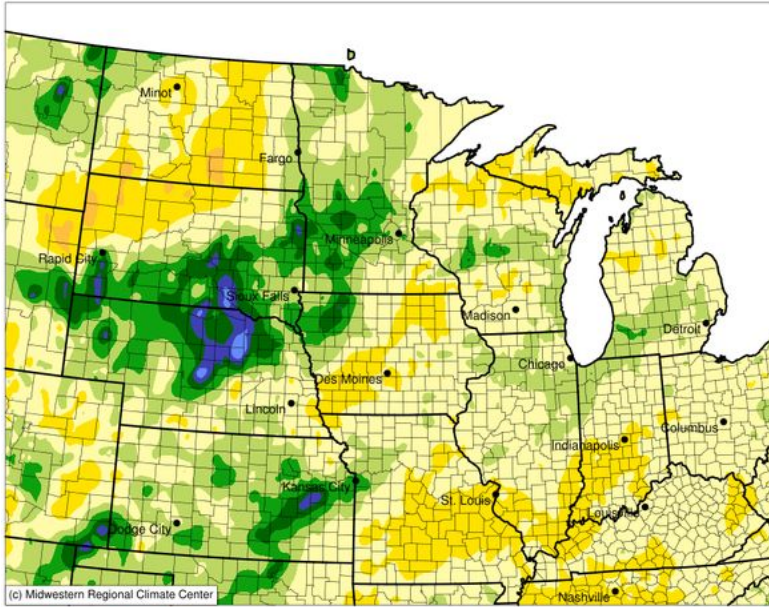 Minot
Fargo
Minneapolis
Rapid City
Sioux Falls
Madison
Detroit
Chicago
Des Moines
Lincoln
Columbus
Indianapolis
Kansas City
St. Louis
Louisville
Dodge City
(c) Midwestern Regional Climate Center
Nashville